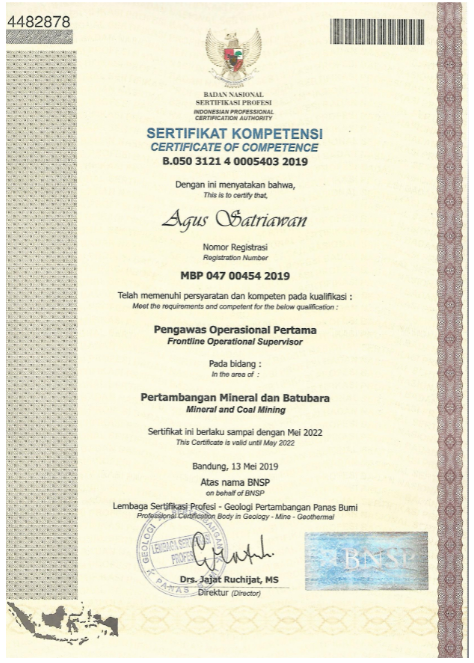 4482878
BADAN NASIONAL
SERTIFIKASI PROFESI
INDONESIAN PROFESSIONAL
CERTIFICATION AUTHORITY
SERTIFIKAT KOMPETENSI
CERTIFICATE OF COMPETENCE
B.050 3121 4 0005403 2019
Dengan ini menyatakan bahwa,
This is to certify that,
Agus Satriawan
Nomor Registrasi
Registration Number
MBP 047 00454 2019
Telah memenuhi persyaratan dan kompeten pada kualifikasi :
Meet the requirements and competent for the below qualification :
Pengawas Operasional Pertama
Frontline Operational Supervisor
Pada bidang :
In the area of :
Pertambangan Mineral dan Batubara
Mineral and Coal Mining
Sertifikat ini berlaku sampai dengan Mei 2022
This Certificate is valid until May 2022
Bandung, 13 Mei 2019
Atas nama BNSP
on behalf of BNSP
Lembaga Sertifikasi Profesi - Geologi Pertambangan Panas Bumi
Professional Certification Body in Geology - Mine - Geothermal
BNSP
Drs. Jajat Ruchijat, MS
Direktur (Director)